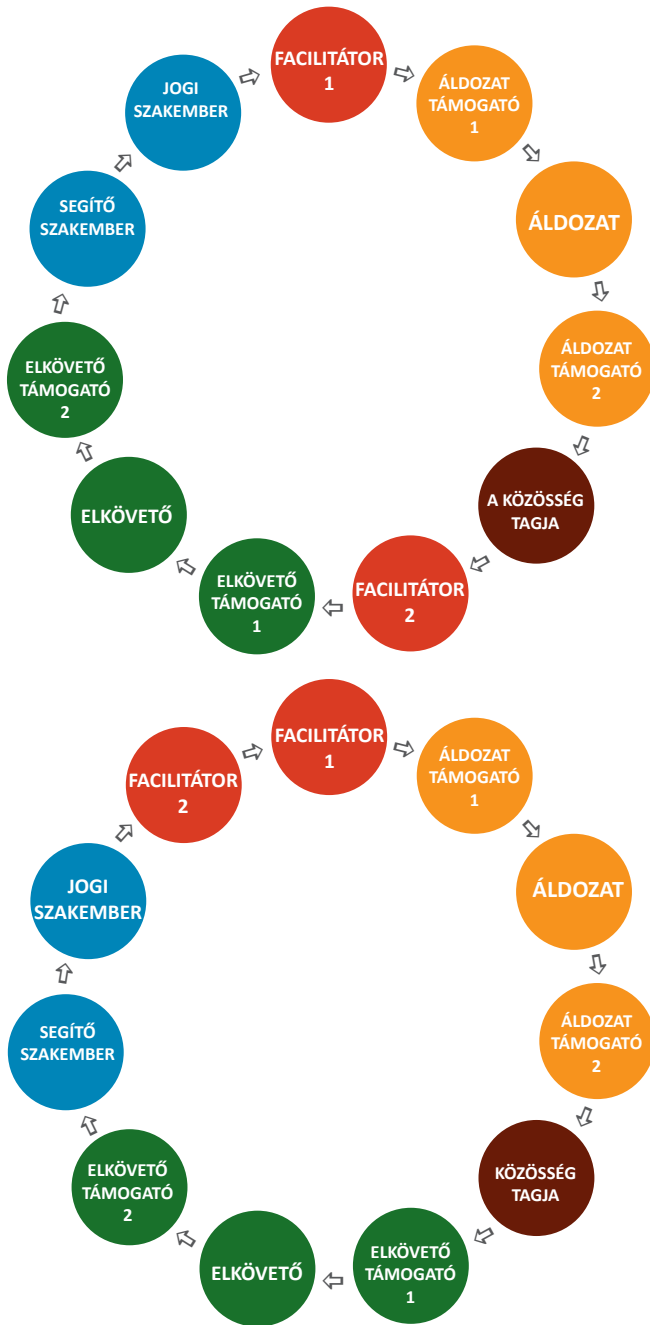 FACILITÁTOR
1
ÁLDOZAT
TÁMOGATÓ
1
ÁLDOZAT
ÁLDOZAT
TÁMOGATÓ
2
A KÖZÖSSÉG
TAGJA
FACILITÁTOR
2
ELKÖVETŐ
TÁMOGATÓ
1
ELKÖVETŐ
ELKÖVETŐ
TÁMOGATÓ
2
SEGÍTŐ
SZAKEMBER
JOGI
SZAKEMBER
FACILITÁTOR
1
ÁLDOZAT
TÁMOGATÓ
1
ÁLDOZAT
ÁLDOZAT
TÁMOGATÓ
2
KÖZÖSSÉG
TAGJA
ELKÖVETŐ
TÁMOGATÓ
1
ELKÖVETŐ
ELKÖVETŐ
TÁMOGATÓ
2
SEGÍTŐ
SZAKEMBER
JOGI
SZAKEMBER
FACILITÁTOR
2